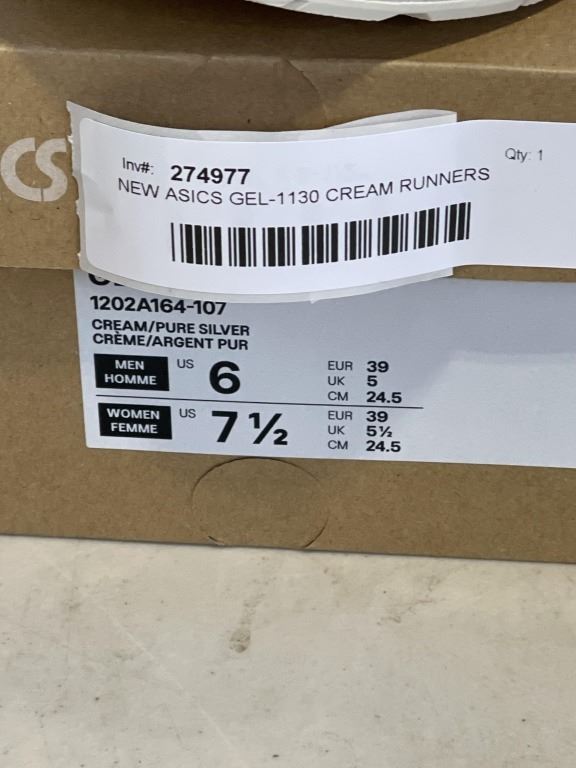 CS
Inv#: 274977
Qty: 1
NEW ASICS GEL-1130 CREAM RUNNERS
1202A164-107
CREAM/PURE SILVER
CRÈME/ARGENT PUR
MEN HOMME US 6
EUR 39
UK 5
CM 24.5
WOMEN FEMME US 7 ½
EUR 39
UK 5½
CM 24.5